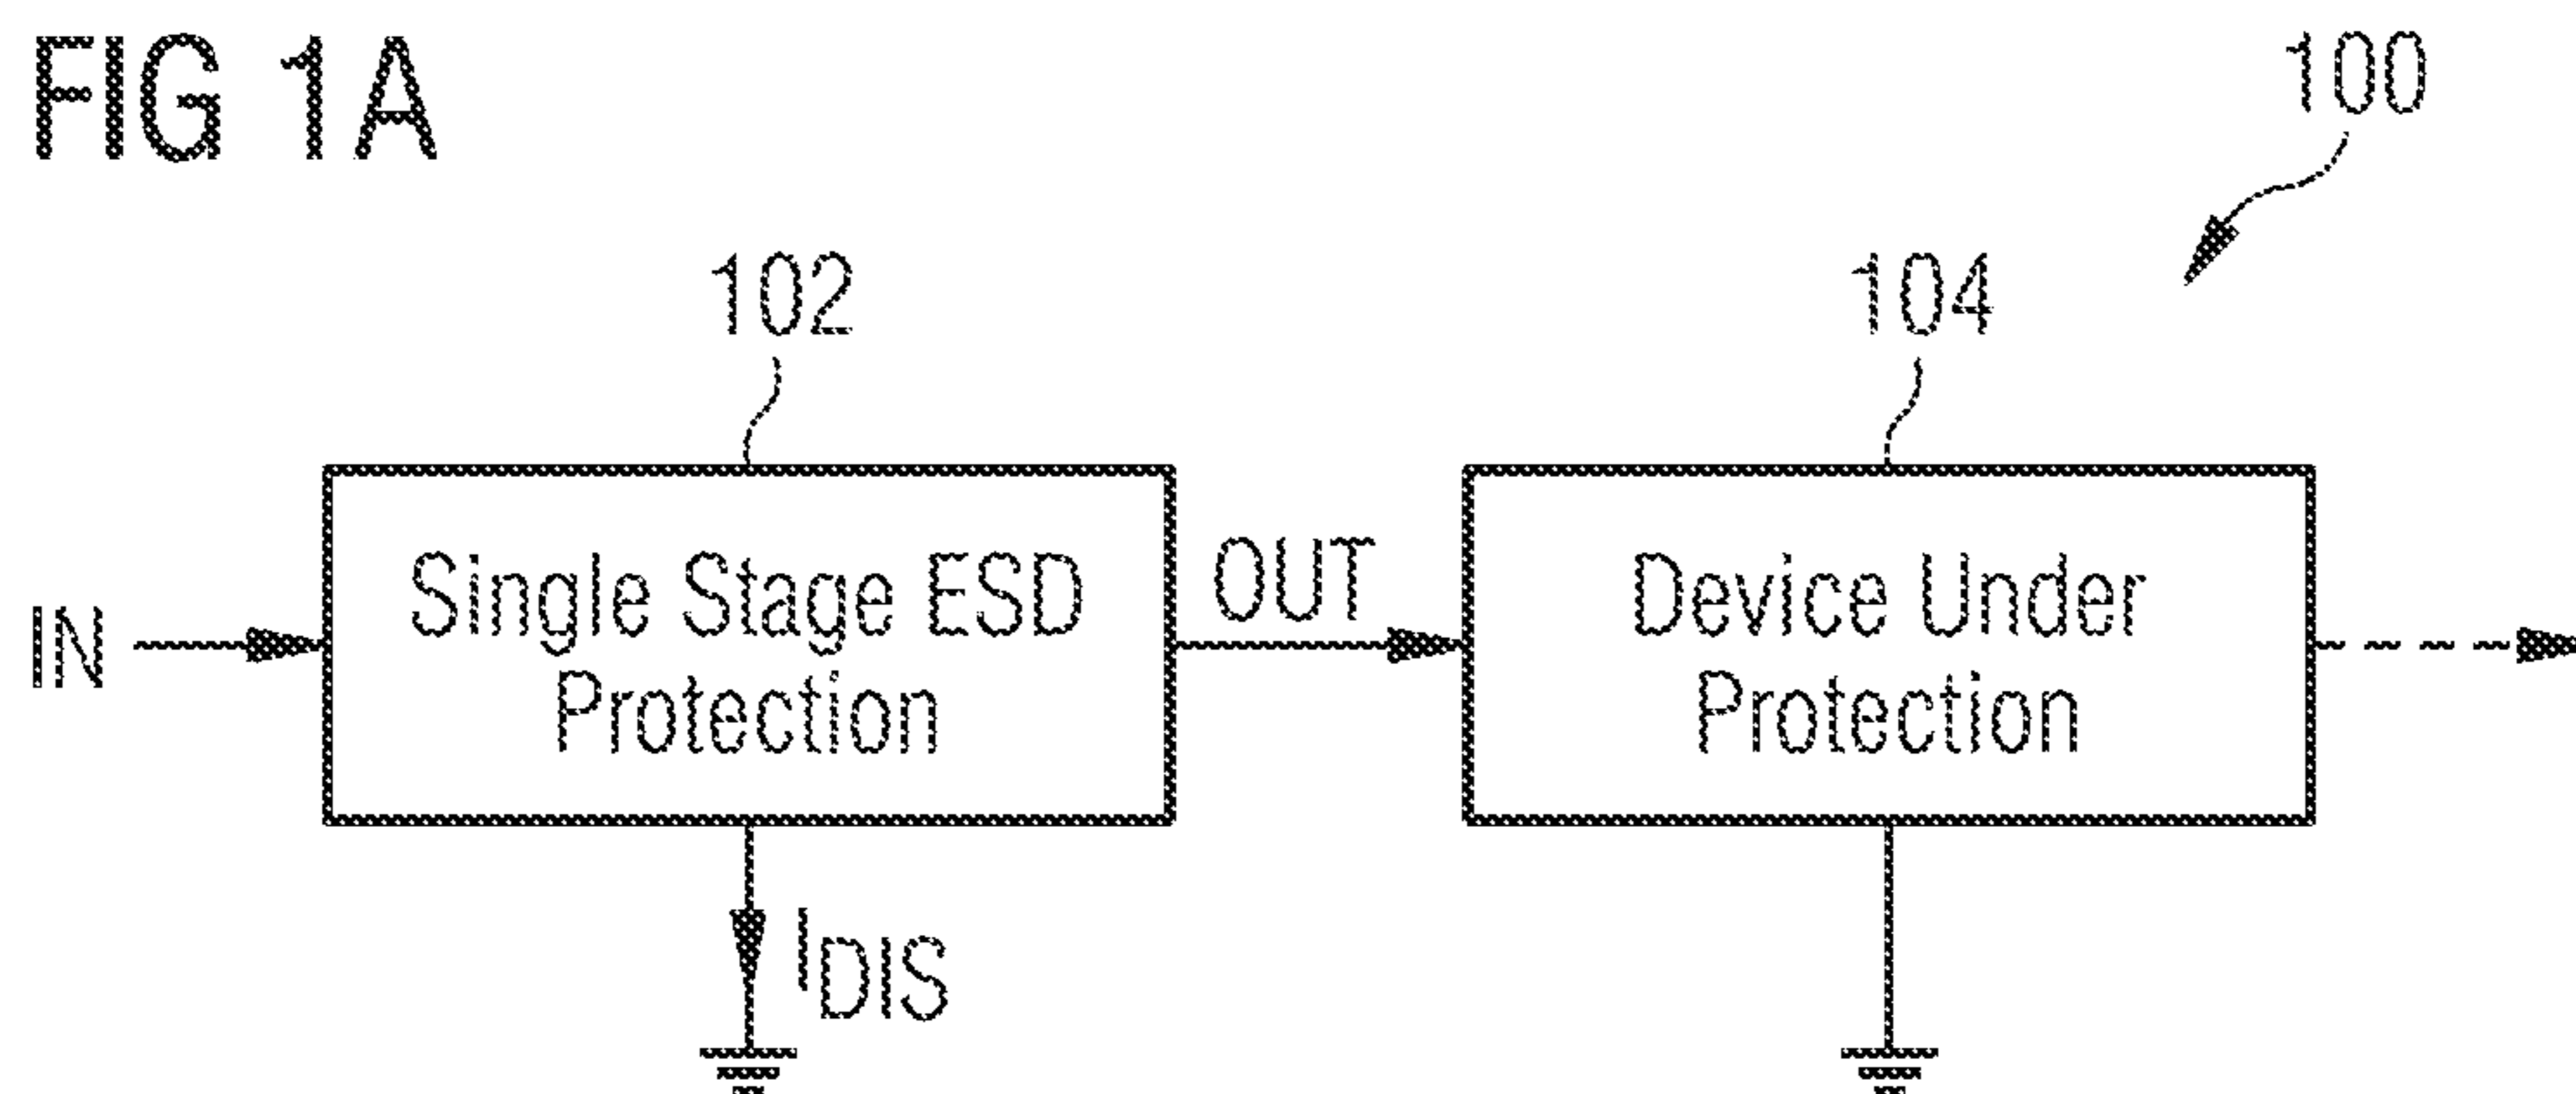 FIG 1A
100
102
104
IN
Single Stage ESD
Protection
OUT
Device Under
Protection
IDIS